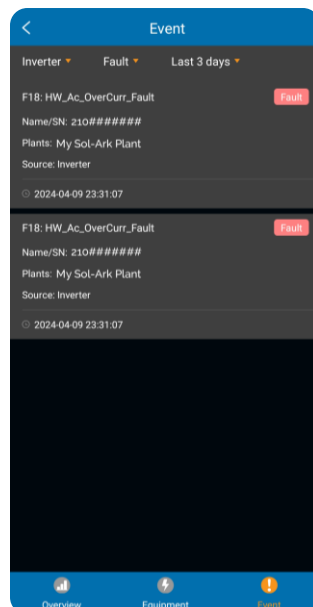 Event
Inverter Fault Last 3 days
F18: HW_Ac_OverCurr_Fault Fault
Name/SN: 210#######
Plants: My Sol-Ark Plant
Source: Inverter
2024-04-09 23:31:07
F18: HW_Ac_OverCurr_Fault Fault
Name/SN: 210#######
Plants: My Sol-Ark Plant
Source: Inverter
2024-04-09 23:31:07
Overview Equipment Event